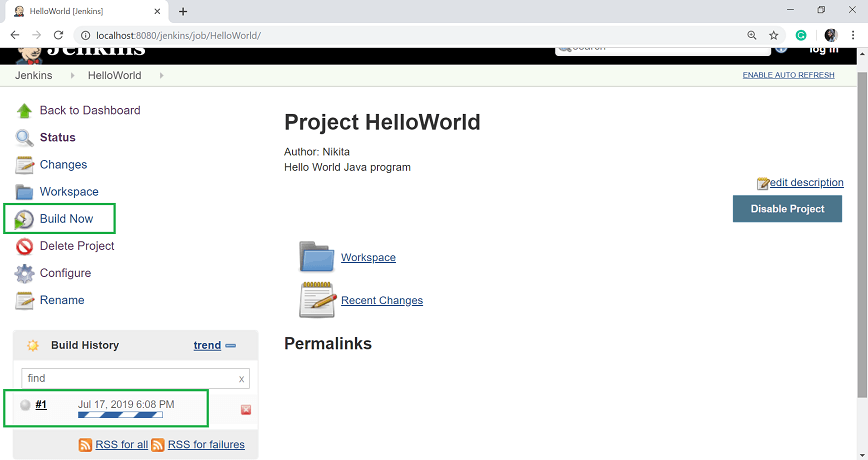 HelloWorld [Jenkins]
localhost:8080/jenkins/job/HelloWorld/
Jenkins
search
log in
Jenkins
HelloWorld
ENABLE AUTO REFRESH
Back to Dashboard
Status
Changes
Workspace
Build Now
Delete Project
Configure
Rename
Project HelloWorld
Author: Nikita
Hello World Java program
edit description
Disable Project
Workspace
Recent Changes
Permalinks
Build History
trend
find
x
#1
Jul 17, 2019 6:08 PM
RSS for all
RSS for failures